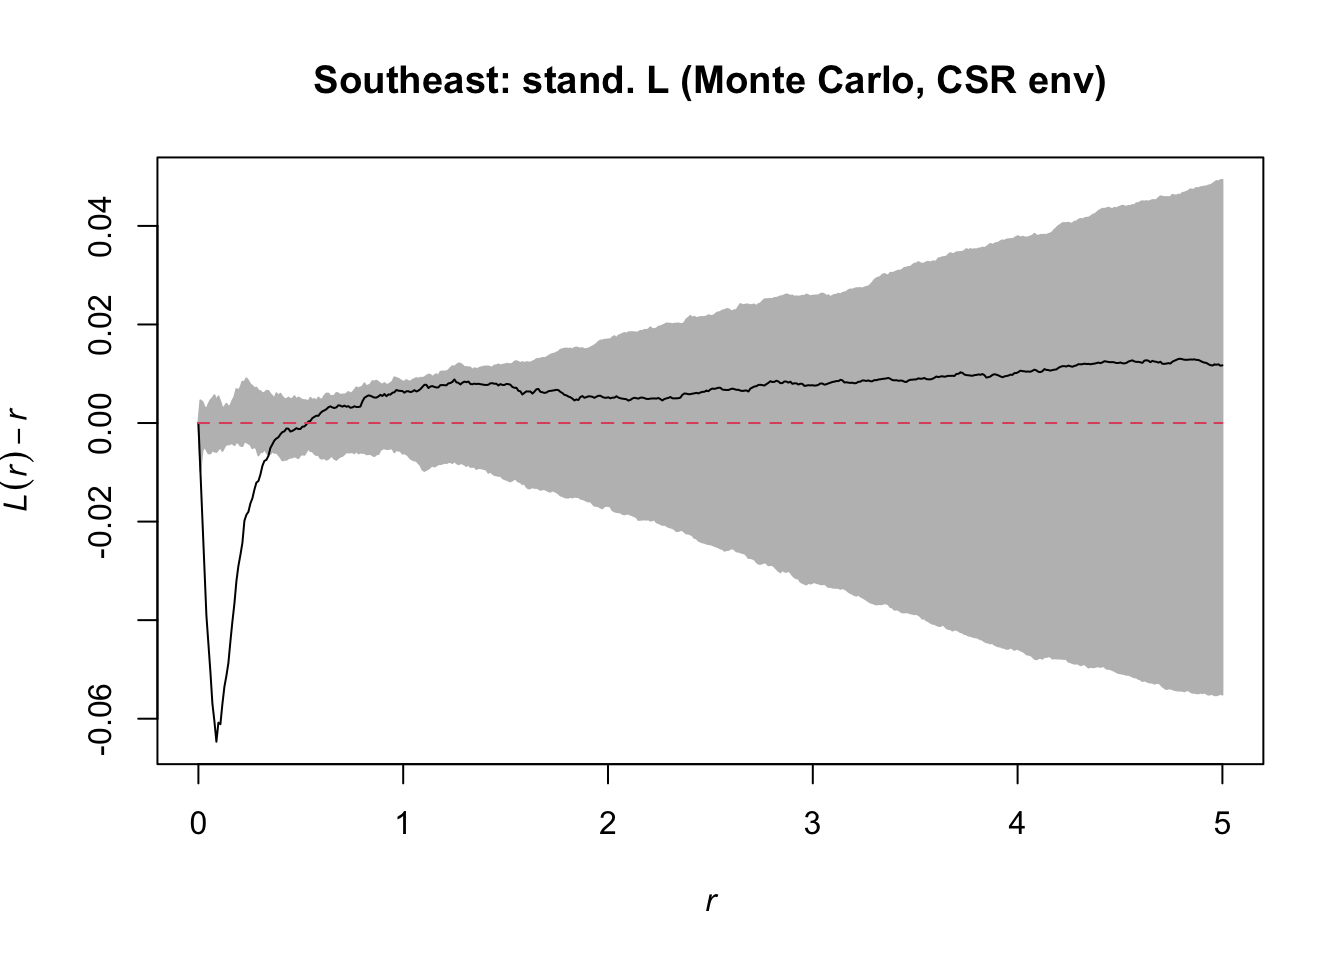 Southeast: stand. L (Monte Carlo, CSR env)
L(r) − r
0.04
0.02
0.00
-0.02
-0.06
0 1 2 3 4 5
r